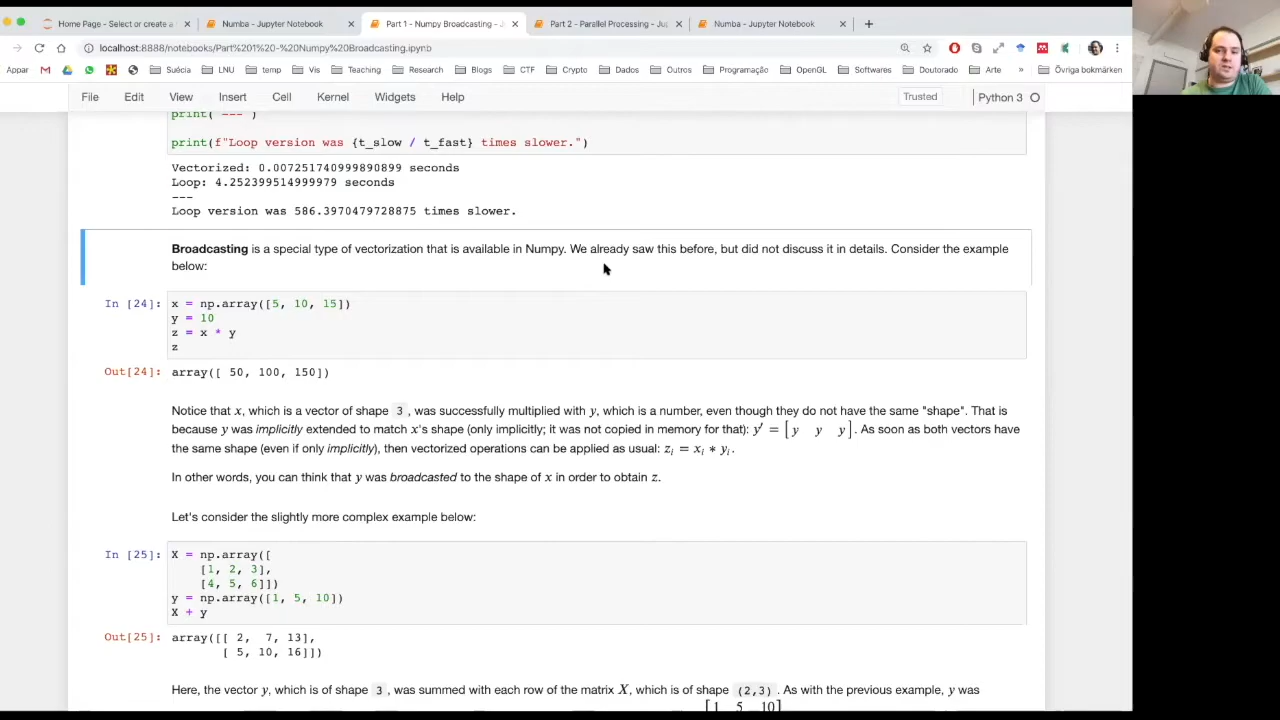 Home Page - Select or create a
Numba - Jupyter Notebook
Part 1 - Numpy Broadcasting - J
Part 2 - Parallel Processing - Ju
Numba - Jupyter Notebook
localhost:8888/notebooks/Part%201%20-%20Numpy%20Broadcasting.ipynb
Appar Suécia LNU temp Vis Teaching Research Blogs CTF Crypto Dados Outros Programação OpenGL Softwares Doutorado Arte » Övriga bokmärken
File Edit View Insert Cell Kernel Widgets Help Trusted Python 3
print("---")
print(f"Loop version was {t_slow / t_fast} times slower.")
Vectorized: 0.007251740999890899 seconds
Loop: 4.252399514999979 seconds
---
Loop version was 586.3970479728875 times slower.
Broadcasting is a special type of vectorization that is available in Numpy. We already saw this before, but did not discuss it in details. Consider the example
below:
In [24]: x = np.array([5, 10, 15])
y = 10
z = x * y
z
Out[24]: array([ 50, 100, 150])
Notice that x, which is a vector of shape 3 , was successfully multiplied with y, which is a number, even though they do not have the same "shape". That is
because y was implicitly extended to match x's shape (only implicitly; it was not copied in memory for that): y′ = [ y y y ]. As soon as both vectors have
the same shape (even if only implicitly), then vectorized operations can be applied as usual: zᵢ = xᵢ * yᵢ.
In other words, you can think that y was broadcasted to the shape of x in order to obtain z.
Let's consider the slightly more complex example below:
In [25]: X = np.array([
[1, 2, 3],
[4, 5, 6]])
y = np.array([1, 5, 10])
X + y
Out[25]: array([[ 2, 7, 13],
[ 5, 10, 16]])
Here, the vector y, which is of shape 3 , was summed with each row of the matrix X, which is of shape (2,3) . As with the previous example, y was
[1 5 10]